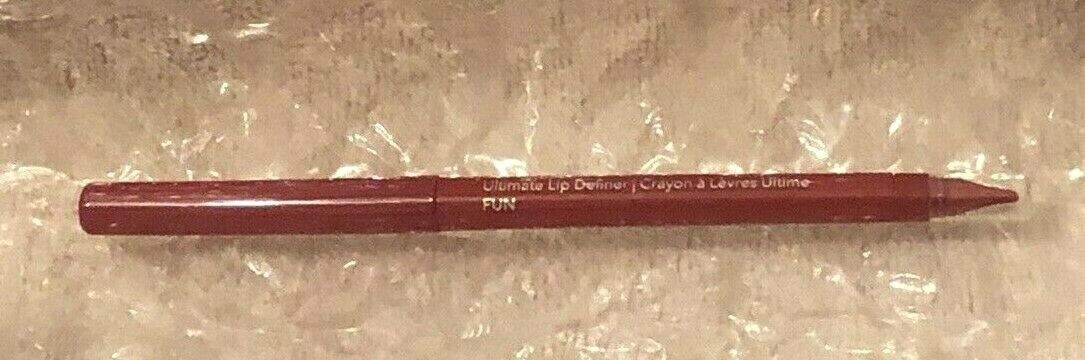 Ultimate Lip Definer | Crayon à Lèvres Ultime
FUN